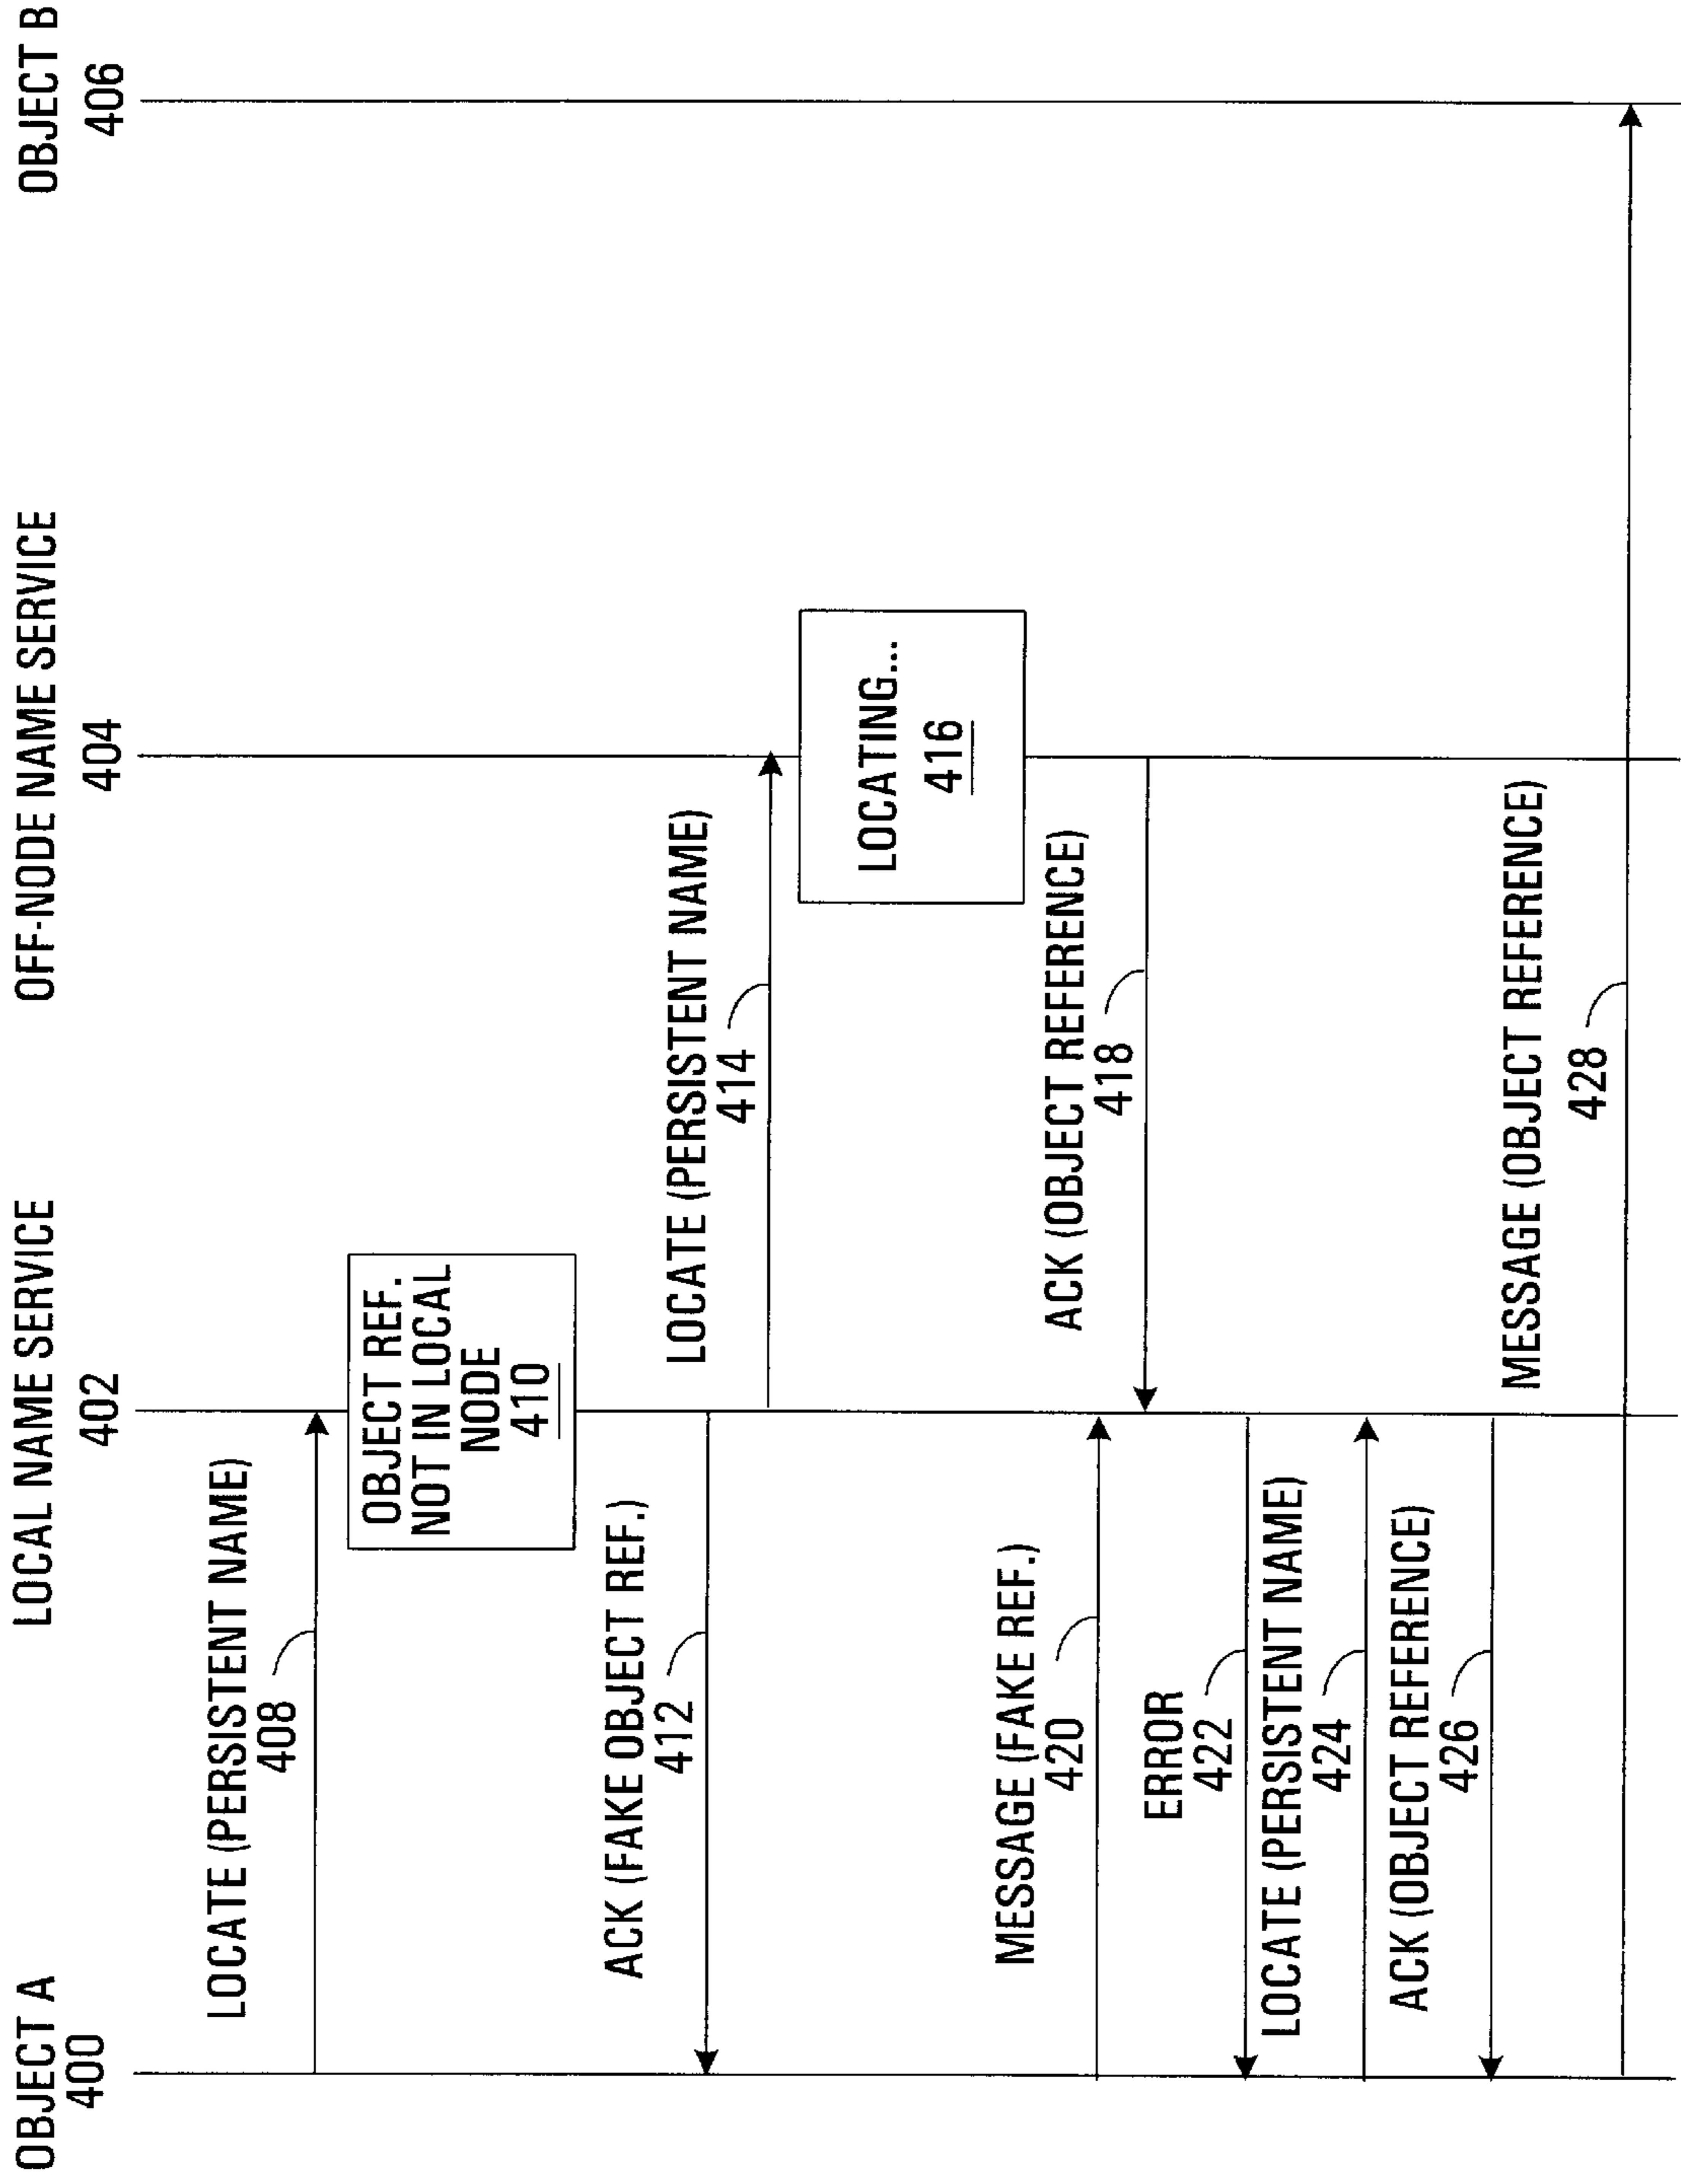 OBJECT A
400
LOCAL NAME SERVICE
402
OFF-NODE NAME SERVICE
404
OBJECT B
406
LOCATE (PERSISTENT NAME)
408
OBJECT REF.
NOT IN LOCAL
NODE
410
ACK (FAKE OBJECT REF.)
412
LOCATE (PERSISTENT NAME)
414
LOCATING...
416
MESSAGE (FAKE REF.)
420
ACK (OBJECT REFERENCE)
418
ERROR
422
LOCATE (PERSISTENT NAME)
424
ACK (OBJECT REFERENCE)
426
MESSAGE (OBJECT REFERENCE)
428